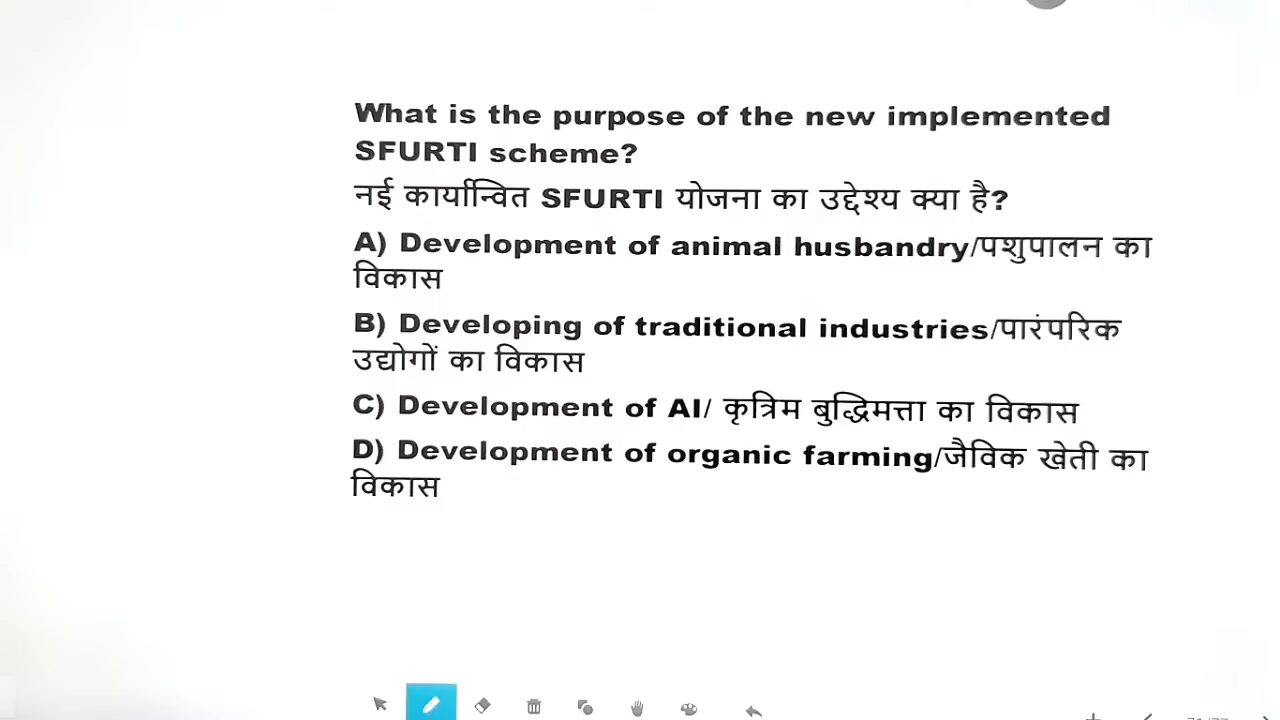 What is the purpose of the new implemented
SFURTI scheme?
नई कार्यान्वित SFURTI योजना का उद्देश्य क्या है?
A) Development of animal husbandry/पशुपालन का
विकास
B) Developing of traditional industries/पारंपरिक
उद्योगों का विकास
C) Development of AI/ कृत्रिम बुद्धिमत्ता का विकास
D) Development of organic farming/जैविक खेती का
विकास